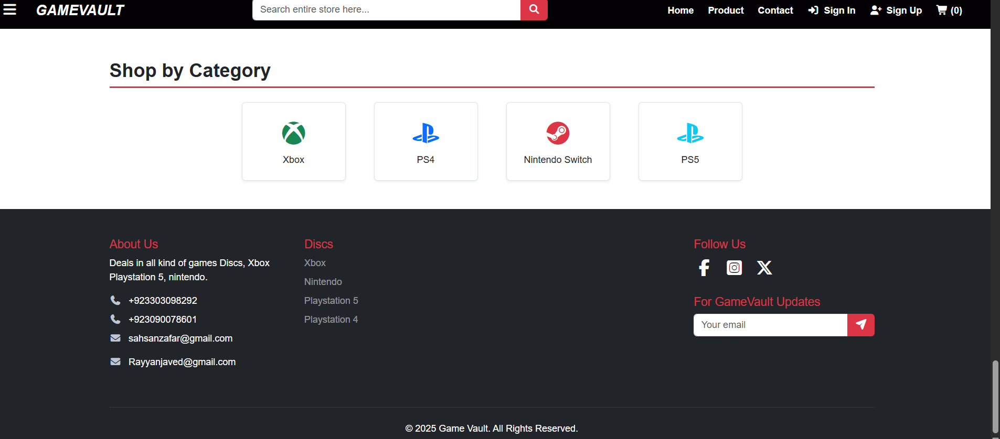 GAMEVAULT
Search entire store here...
Home Product Contact Sign In Sign Up (0)
Shop by Category
Xbox
PS4
Nintendo Switch
PS5
About Us
Deals in all kind of games Discs, Xbox
Playstation 5, nintendo.
+923303098292
+923090078601
sahsanzafar@gmail.com
Rayyanjaved@gmail.com
Discs
Xbox
Nintendo
Playstation 5
Playstation 4
Follow Us
For GameVault Updates
Your email
© 2025 Game Vault. All Rights Reserved.